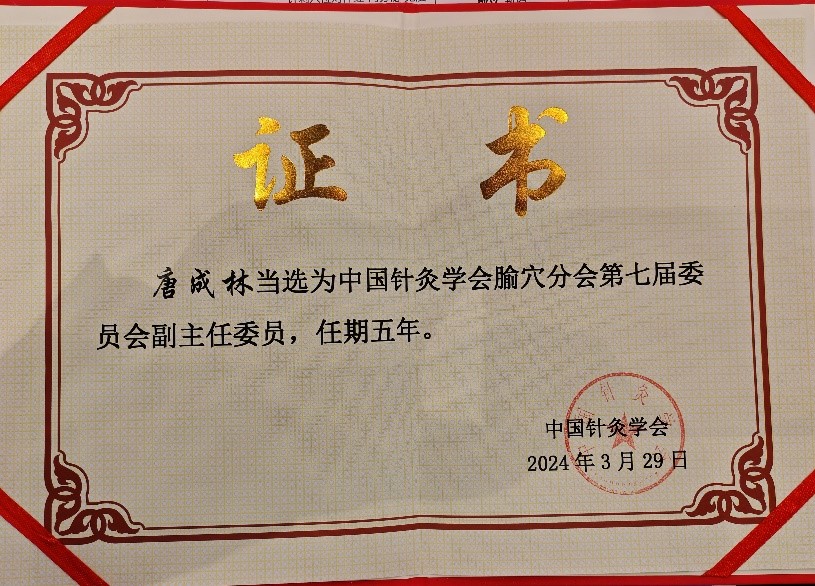 证书
唐成林当选为中国针灸学会腧穴分会第七届委
员会副主任委员，任期五年。
中国针灸学会
2024年3月29日